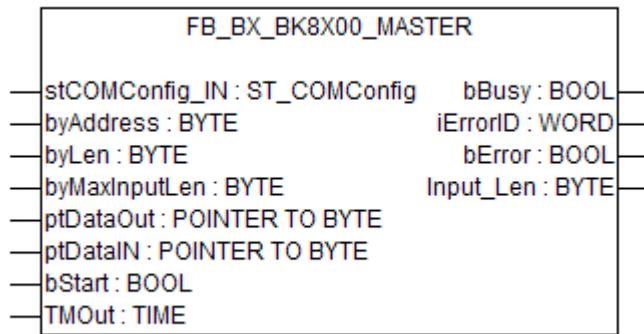 FB_BX_BK8X00_MASTER
stCOMConfig_IN : ST_COMConfig bBusy : BOOL
byAddress : BYTE iErrorID : WORD
byLen : BYTE bError : BOOL
byMaxInputLen : BYTE Input_Len : BYTE
ptDataOut : POINTER TO BYTE
ptDataIN : POINTER TO BYTE
bStart : BOOL
TMOut : TIME